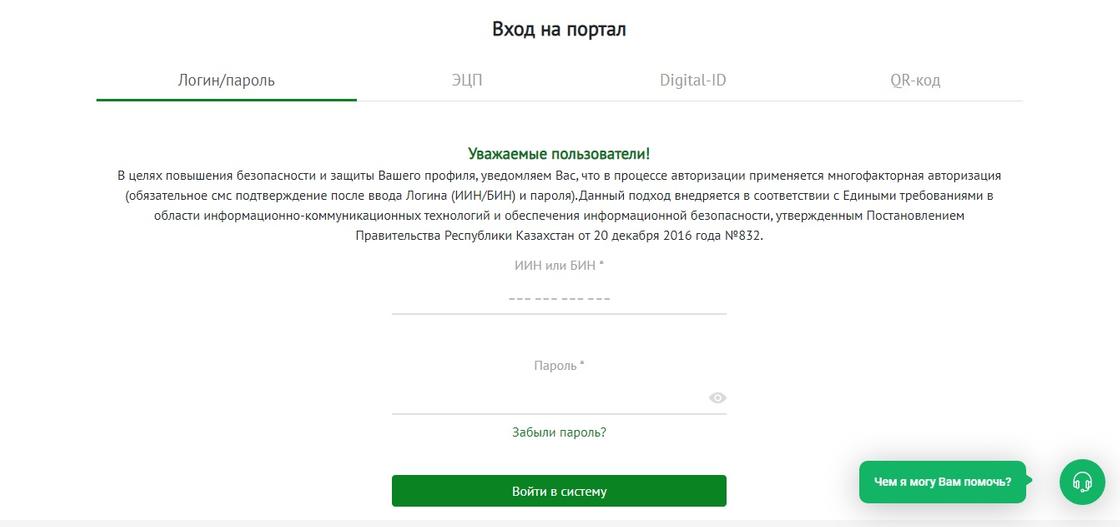 Вход на портал
Логин/пароль
ЭЦП
Digital-ID
QR-код
Уважаемые пользователи!
В целях повышения безопасности и защиты Вашего профиля, уведомляем Вас, что в процессе авторизации применяется многофакторная авторизация
(обязательное смс подтверждение после ввода Логина (ИИН/БИН) и пароля).Данный подход внедряется в соответствии с Едиными требованиями в
области информационно-коммуникационных технологий и обеспечения информационной безопасности, утвержденным Постановлением
Правительства Республики Казахстан от 20 декабря 2016 года №832.
ИИН или БИН *
___ ___ ___ ___
Пароль *
Забыли пароль?
Войти в систему
Чем я могу Вам помочь?